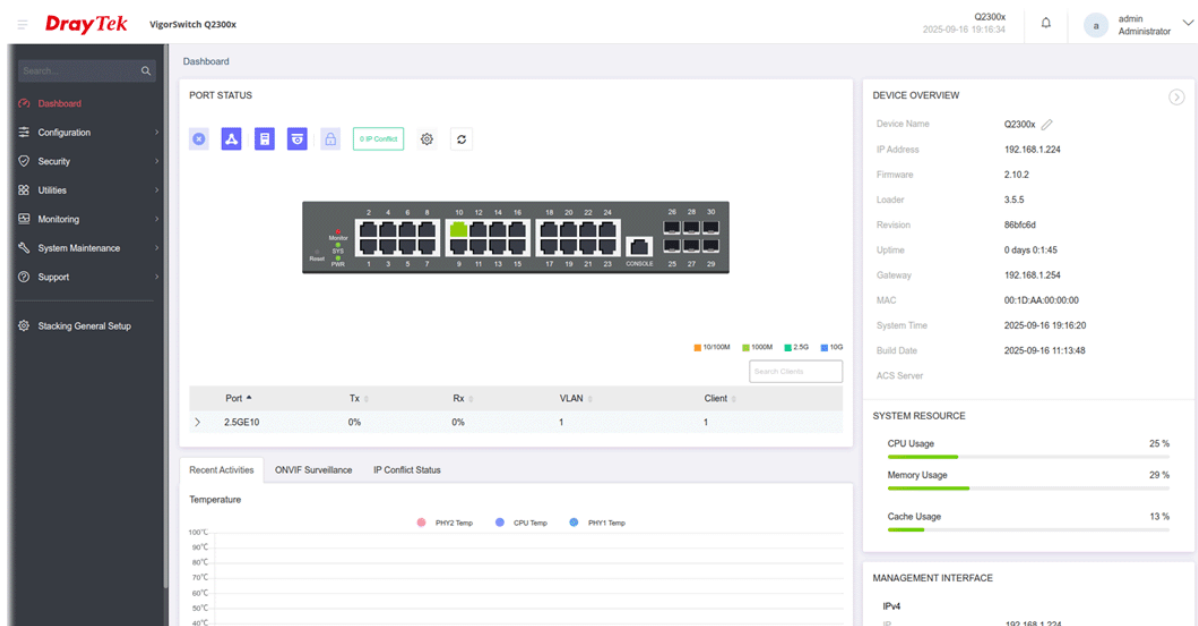 DrayTek VigorSwitch Q2300x
Q2300x
2025-09-16 19:16:34
a
admin
Administrator
Search...
Dashboard
Configuration
Security
Utilities
Monitoring
System Maintenance
Support
Stacking General Setup
Dashboard
PORT STATUS
0 IP Conflict
2 4 6 8 10 12 14 16 18 20 22 24 26 28 30
Monitor
SYS
Reset PWR
1 3 5 7 9 11 13 15 17 19 21 23 CONSOLE 25 27 29
10/100M 1000M 2.5G 10G
Search Clients
Port Tx Rx VLAN Client
2.5GE10 0% 0% 1 1
Recent Activities ONVIF Surveillance IP Conflict Status
Temperature
PHY2 Temp CPU Temp PHY1 Temp
100°C
90°C
80°C
70°C
60°C
50°C
40°C
DEVICE OVERVIEW
Device Name Q2300x
IP Address 192.168.1.224
Firmware 2.10.2
Loader 3.5.5
Revision 86bfc6d
Uptime 0 days 0:1:45
Gateway 192.168.1.254
MAC 00:1D:AA:00:00:00
System Time 2025-09-16 19:16:20
Build Date 2025-09-16 11:13:48
ACS Server
SYSTEM RESOURCE
CPU Usage 25 %
Memory Usage 29 %
Cache Usage 13 %
MANAGEMENT INTERFACE
IPv4
IP 192.168.1.224